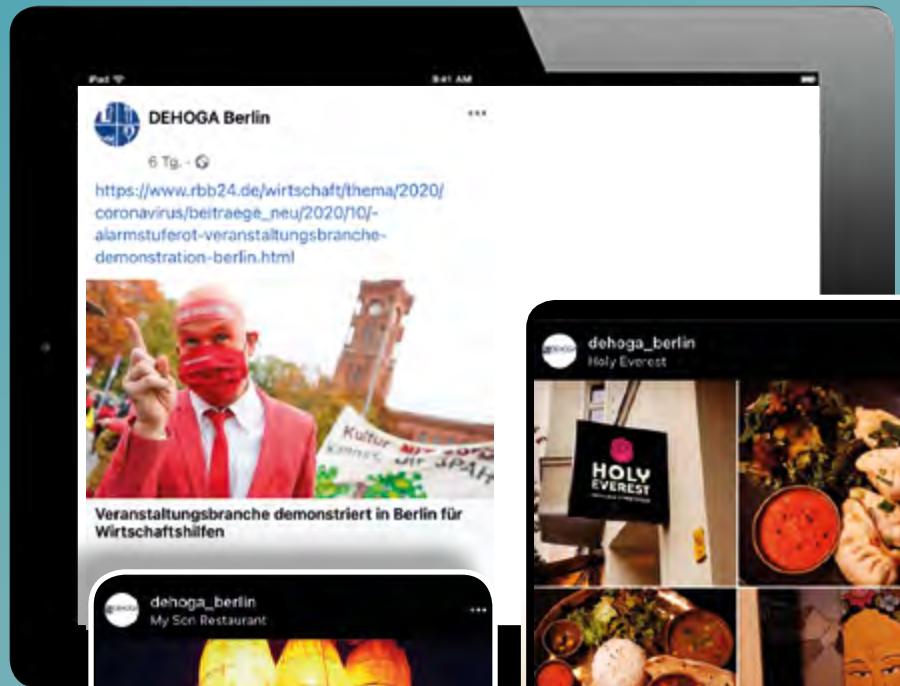 iPad
9:41 AM
DEHOGA Berlin
6 Tg.
https://www.rbb24.de/wirtschaft/thema/2020/
coronavirus/beitraege_neu/2020/10/-
alarmstuferot-veranstaltungsbranche-
demonstration-berlin.html
Kultur
Veranstaltungsbranche demonstriert in Berlin für
Wirtschaftshilfen
dehoga_berlin
My Son Restaurant
dehoga_berlin
Holy Everest
HOLY
EVEREST